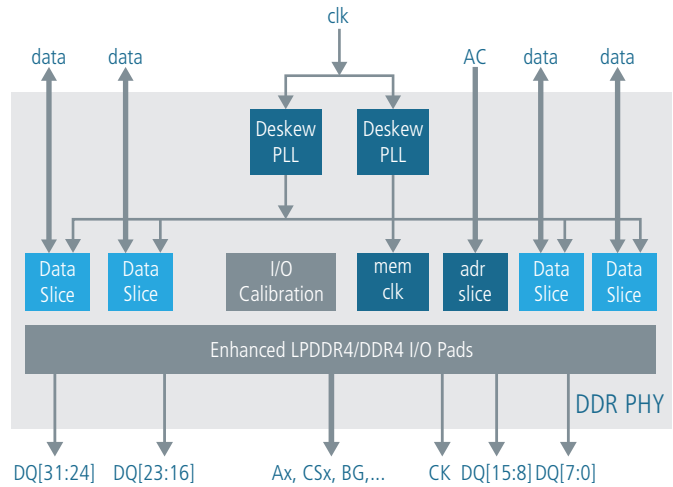 clk
data
data
AC
data
data
Deskew
PLL
Deskew
PLL
Data
Slice
Data
Slice
I/O
Calibration
mem
clk
adr
slice
Data
Slice
Data
Slice
Enhanced LPDDR4/DDR4 I/O Pads
DDR PHY
DQ[31:24]
DQ[23:16]
Ax, CSx, BG,...
CK
DQ[15:8]
DQ[7:0]